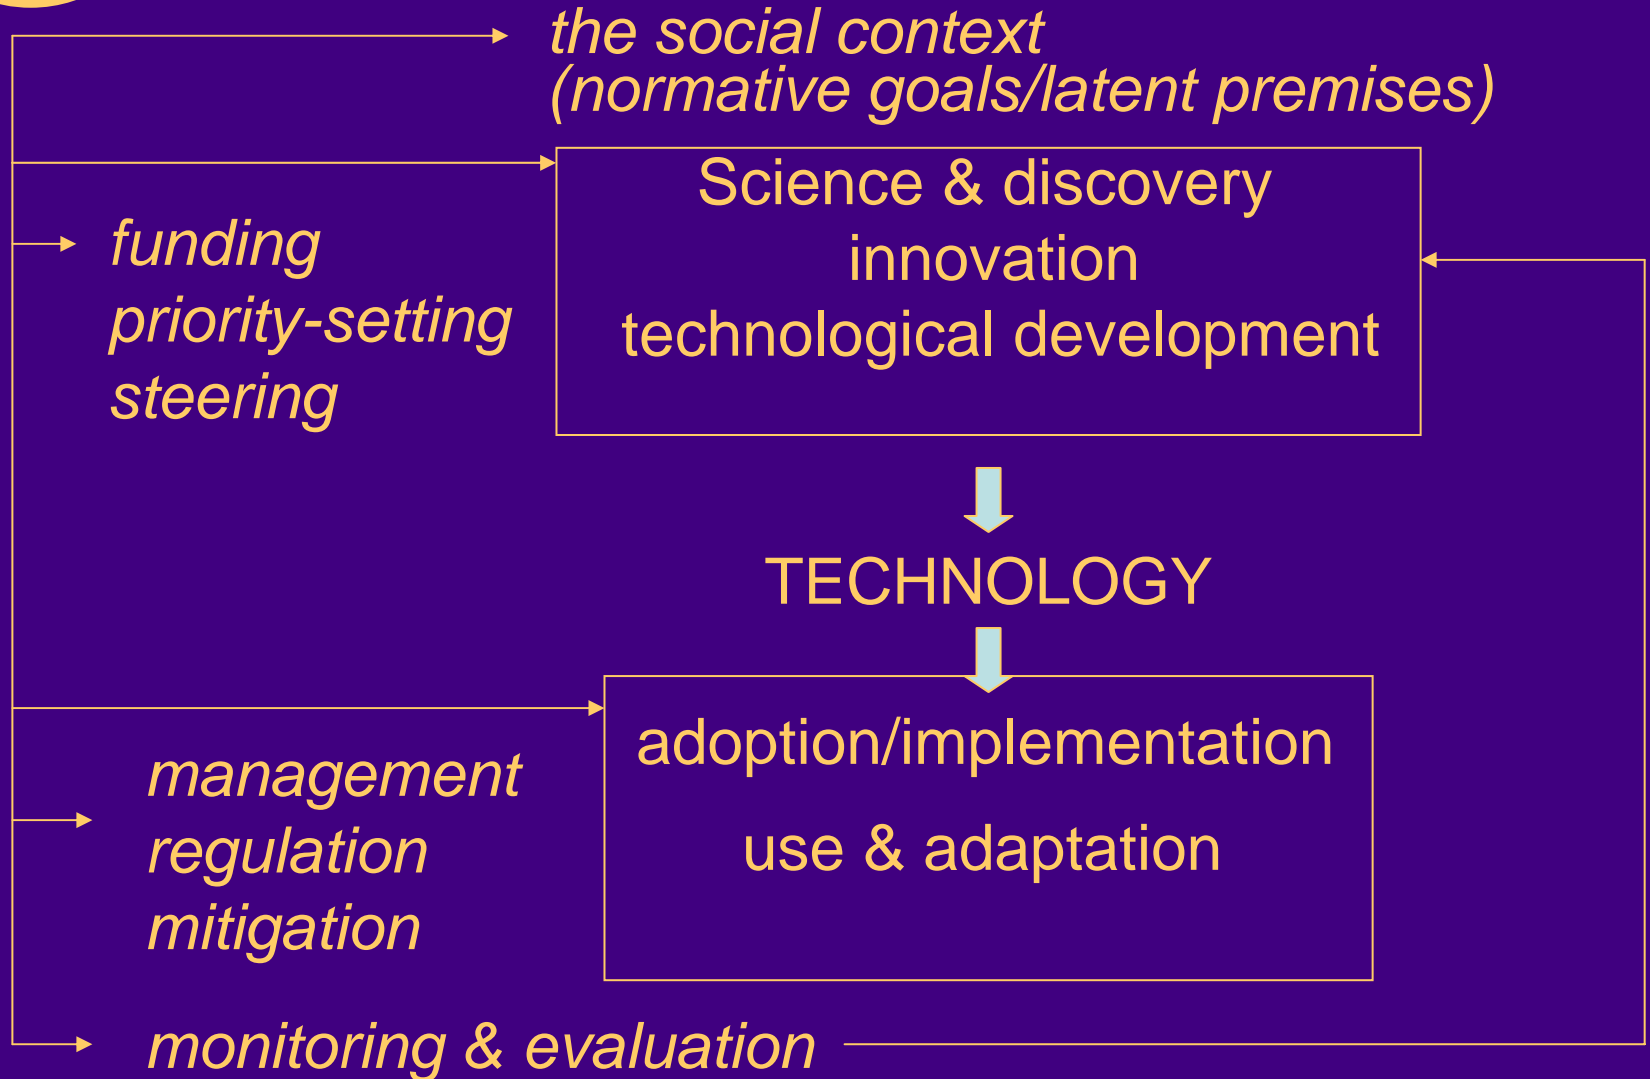 the social context
(normative goals/latent premises)
Science & discovery
innovation
technological development
funding
priority-setting
steering
TECHNOLOGY
adoption/implementation
use & adaptation
management
regulation
mitigation
monitoring & evaluation